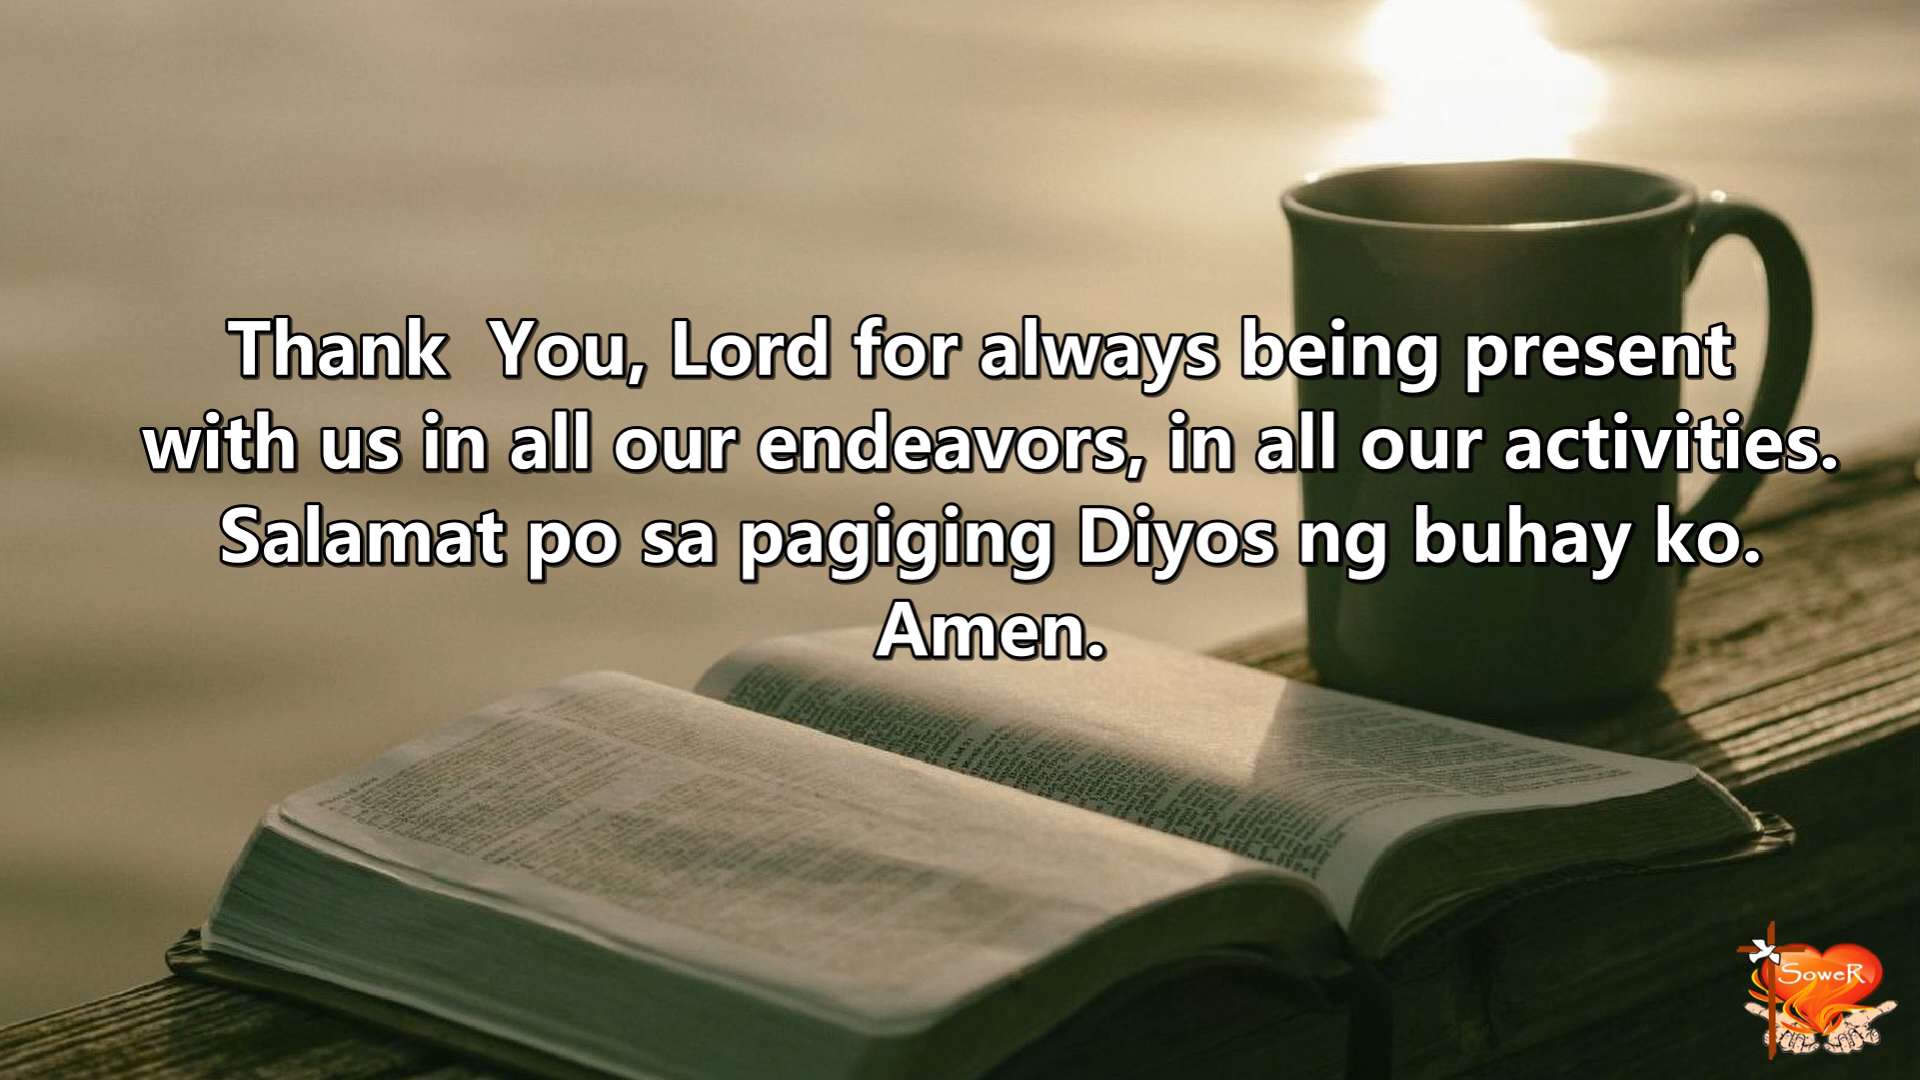 Thank  You, Lord for always being present
with us in all our endeavors, in all our activities.
Salamat po sa pagiging Diyos ng buhay ko.
Amen.
SoweR